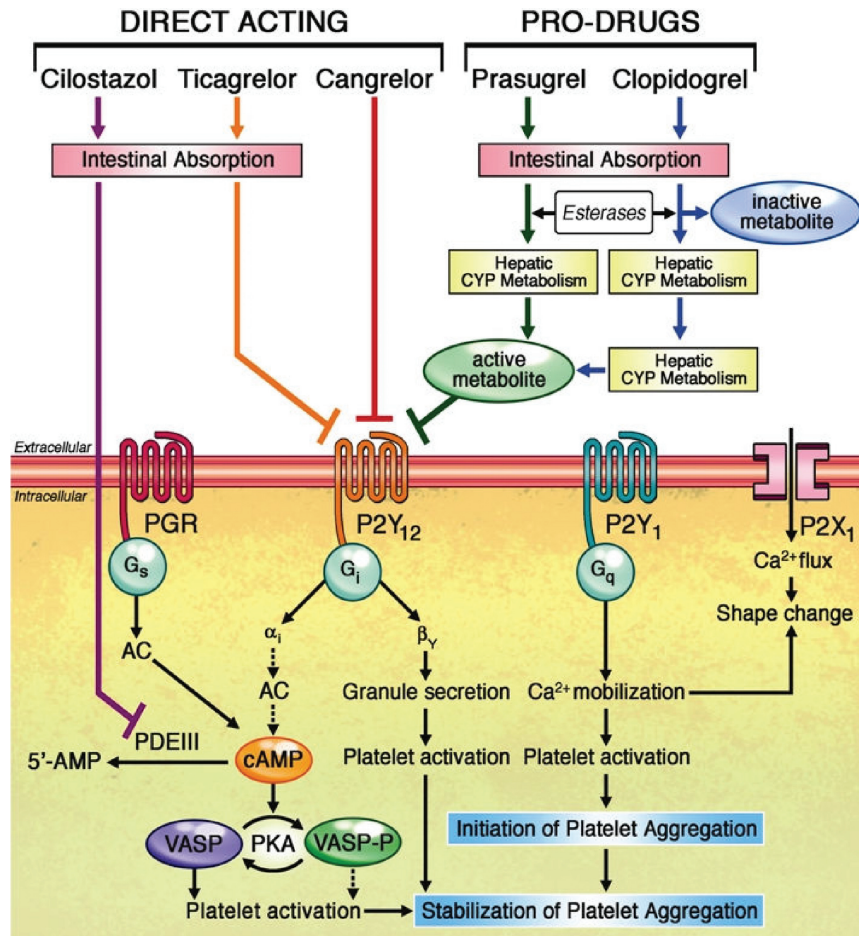 DIRECT ACTING
PRO-DRUGS
Cilostazol
Ticagrelor
Cangrelor
Prasugrel
Clopidogrel
Intestinal Absorption
Intestinal Absorption
Esterases
inactive
metabolite
Hepatic
CYP Metabolism
Hepatic
CYP Metabolism
active
metabolite
Hepatic
CYP Metabolism
Extracellular
Intracellular
PGR
P2Y12
P2Y1
P2X1
Gs
Gi
Gq
Ca2+ flux
Shape change
AC
αi
βγ
AC
Granule secretion
Ca2+ mobilization
PDEIII
5’-AMP
cAMP
Platelet activation
Platelet activation
VASP
PKA
VASP-P
Initiation of Platelet Aggregation
Platelet activation
Stabilization of Platelet Aggregation